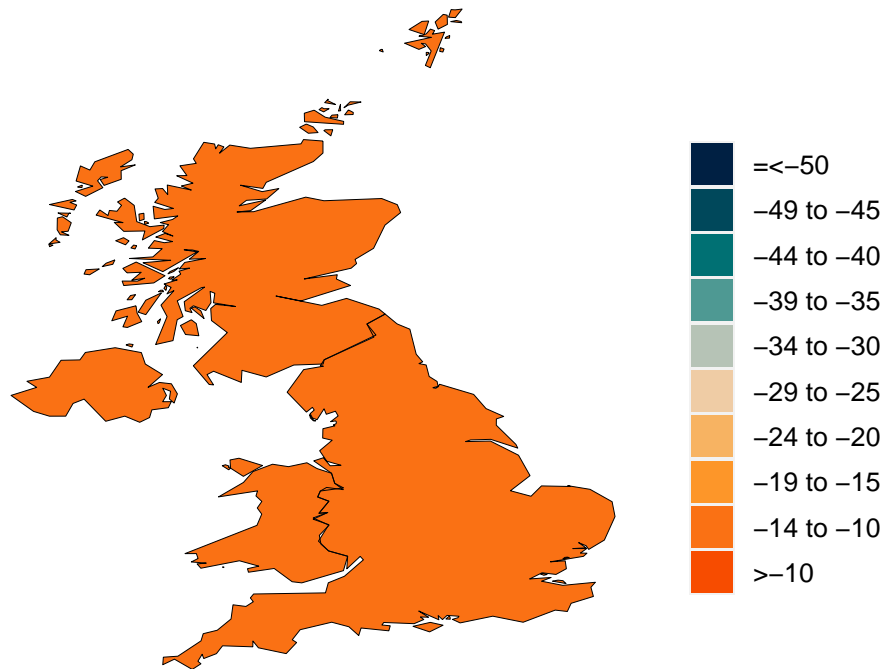 =<−50
−49 to −45
−44 to −40
−39 to −35
−34 to −30
−29 to −25
−24 to −20
−19 to −15
−14 to −10
>−10